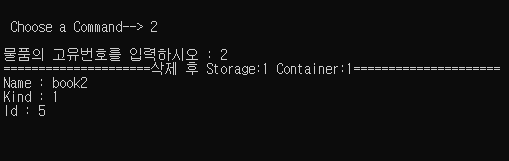 Choose a Command--> 2
물품의 고유번호를 입력하시오 : 2
=====================삭제 후 Storage:1 Container:1=====================
Name : book2
Kind : 1
Id : 5